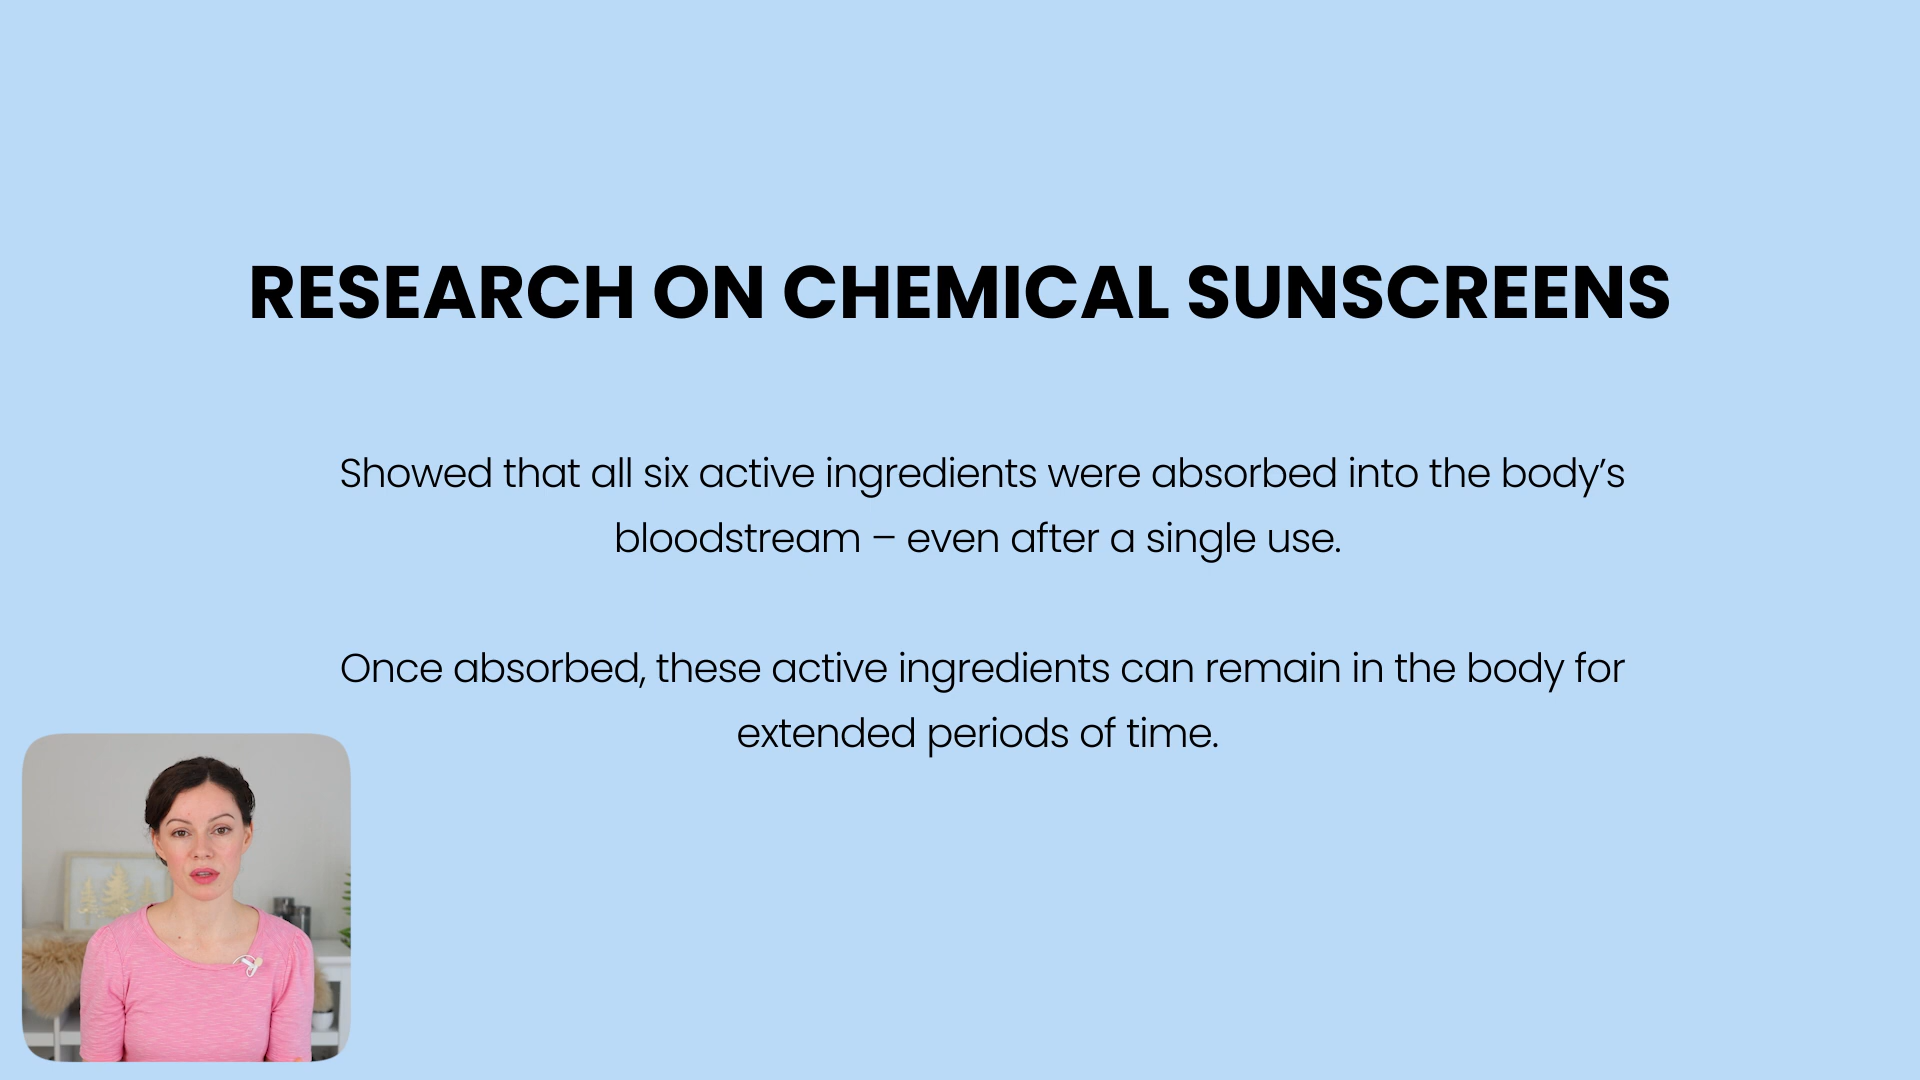 RESEARCH ON CHEMICAL SUNSCREENS
Showed that all six active ingredients were absorbed into the body’s
bloodstream – even after a single use.
Once absorbed, these active ingredients can remain in the body for
extended periods of time.